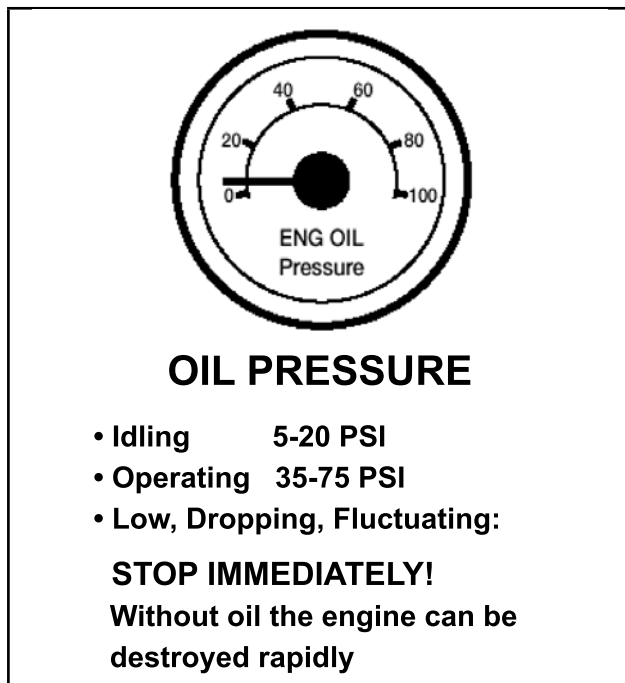 40 60
20 80
0 100
ENG OIL
Pressure
OIL PRESSURE
• Idling 5-20 PSI
• Operating 35-75 PSI
• Low, Dropping, Fluctuating:
STOP IMMEDIATELY!
Without oil the engine can be
destroyed rapidly